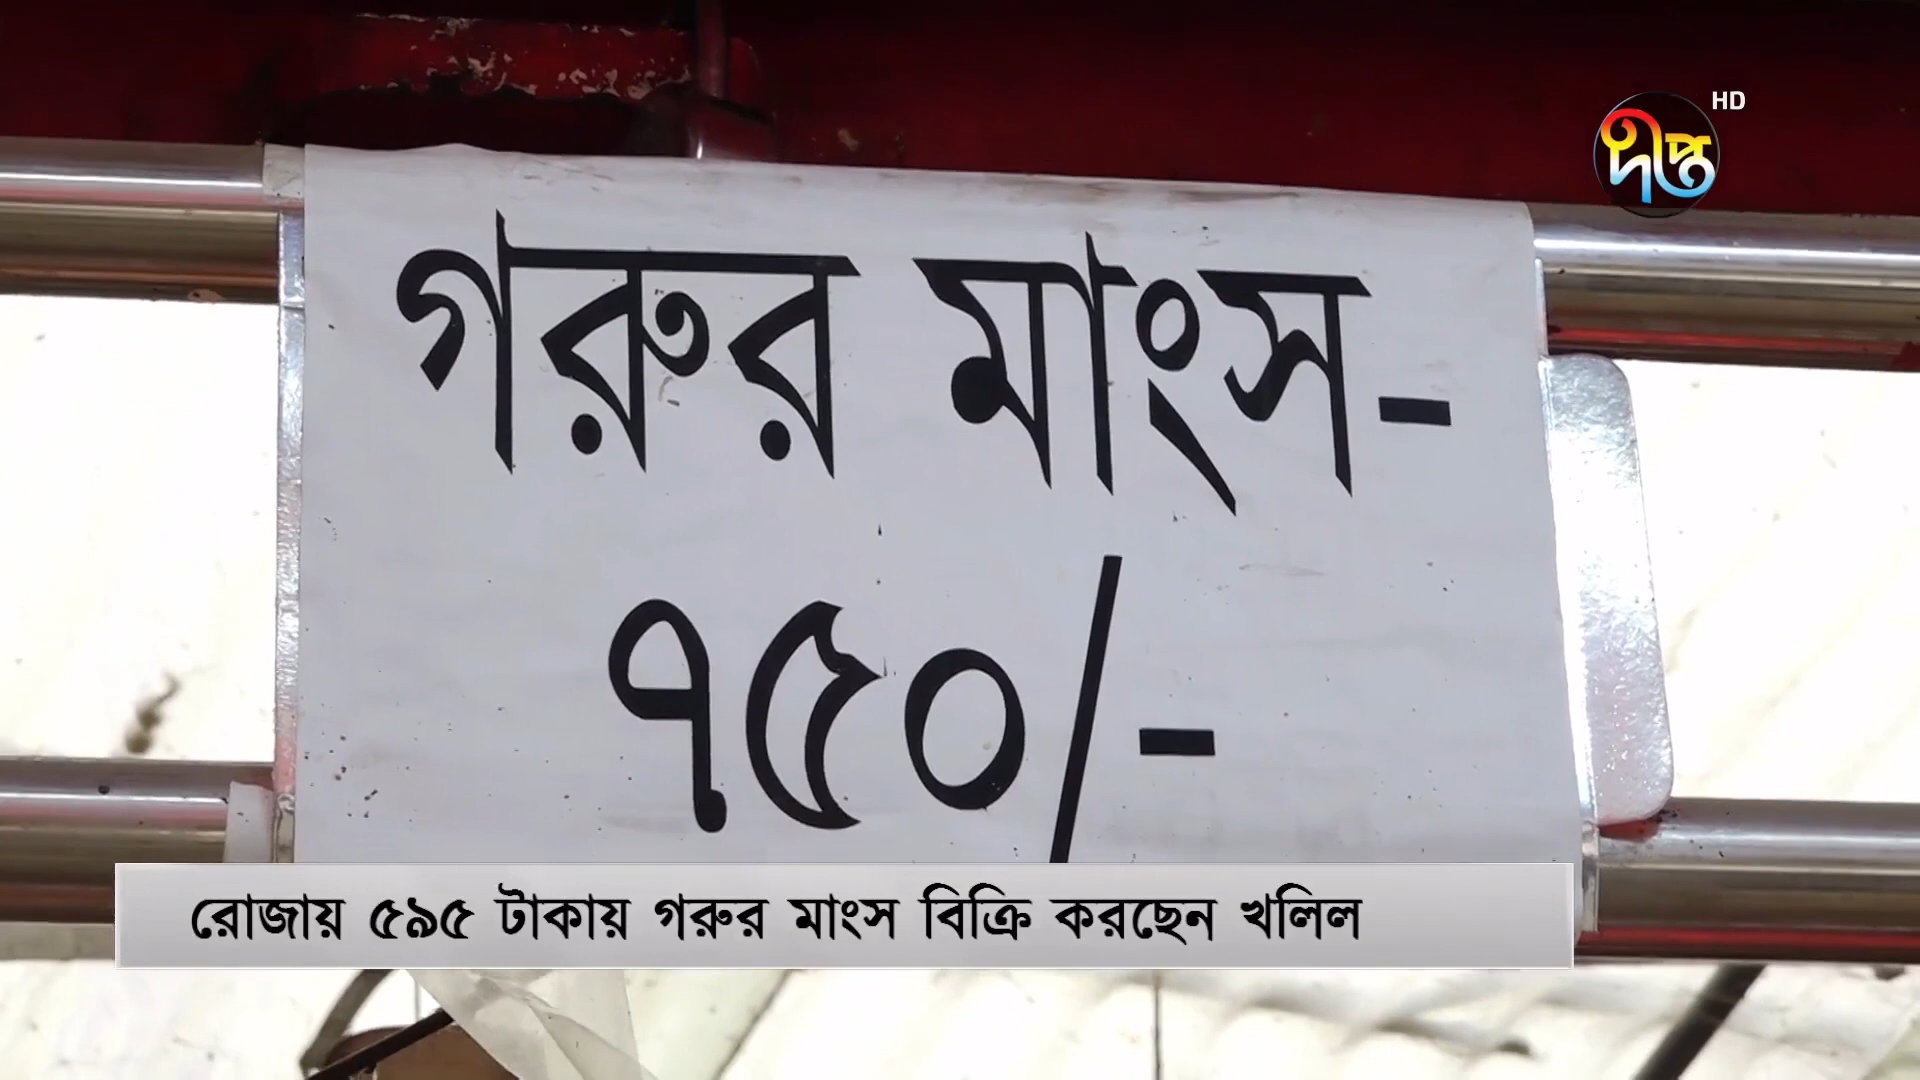 HD
দীপ্ত
গরুর মাংস-
৭৫০/-
রোজায় ৫৯৫ টাকায় গরুর মাংস বিক্রি করছেন খলিল